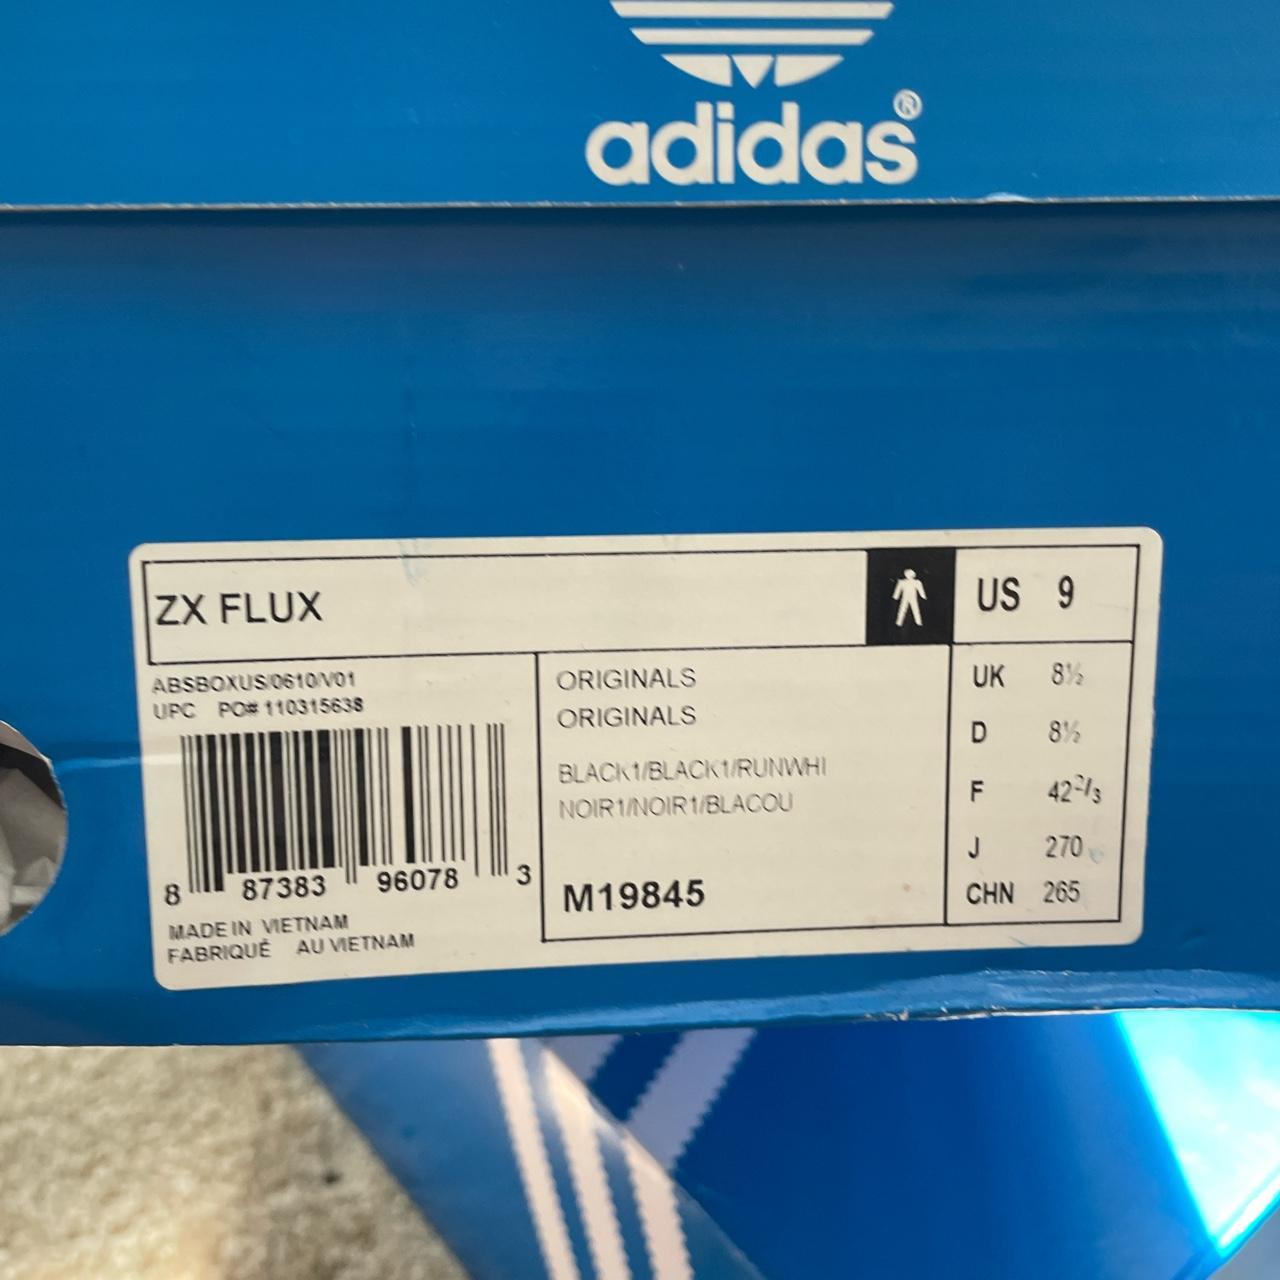 adidas®
ZX FLUX
US 9
ABSBOXUS/0610/V01
UPC PO# 110315638
8 87383 96078 3
MADE IN VIETNAM
FABRIQUÉ AU VIETNAM
ORIGINALS
ORIGINALS
BLACK1/BLACK1/RUNWHI
NOIR1/NOIR1/BLACOU
M19845
UK 8½
D 8½
F 42 2/3
J 270
CHN 265